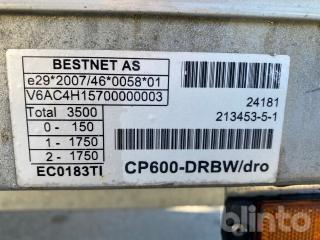 BESTNET AS
e29*2007/46*0058*01
V6AC4H15700000003
Total 3500
0 - 150
1 - 1750
2 - 1750
EC0183TI
24181
213453-5-1
CP600-DRBW/dro
blinto